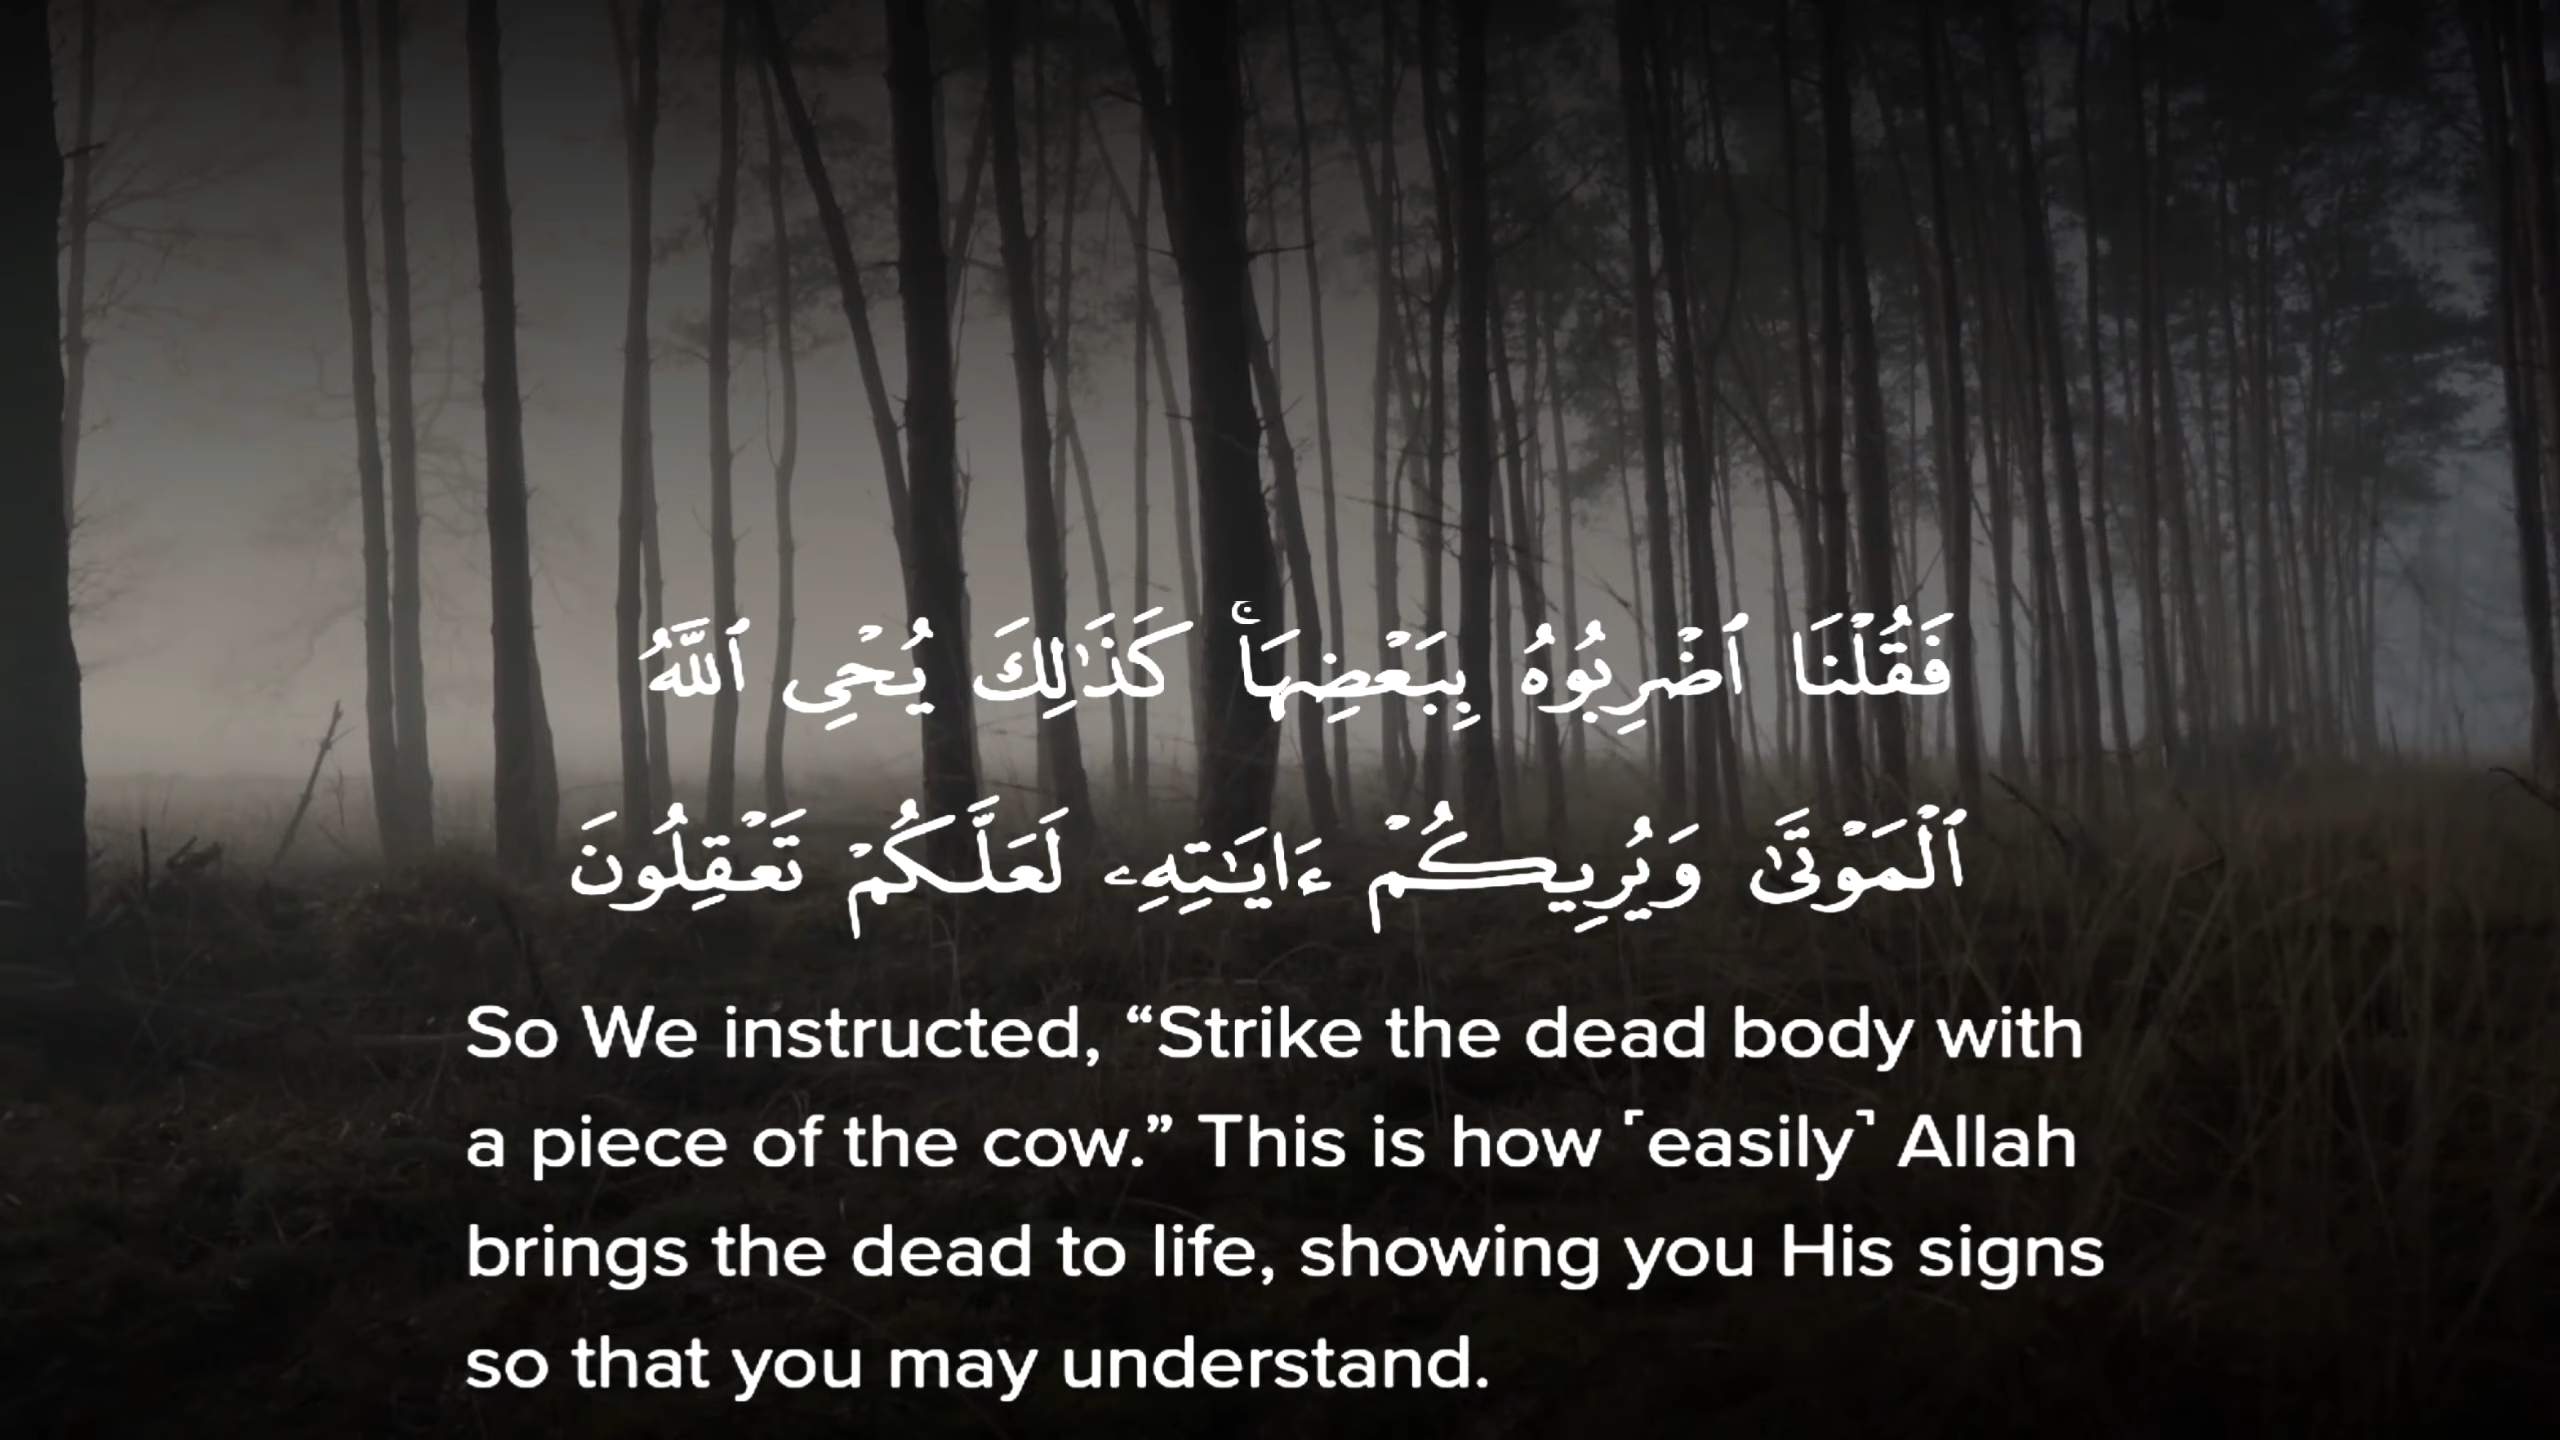 فَقُلْنَا ٱضْرِبُوهُ بِبَعْضِهَاۚ كَذَٰلِكَ يُحْىِ ٱللَّهُ
ٱلْمَوْتَىٰ وَيُرِيكُمْ ءَايَـٰتِهِۦ لَعَلَّكُمْ تَعْقِلُونَ
So We instructed, “Strike the dead body with
a piece of the cow.” This is how ˹easily˺ Allah
brings the dead to life, showing you His signs
so that you may understand.